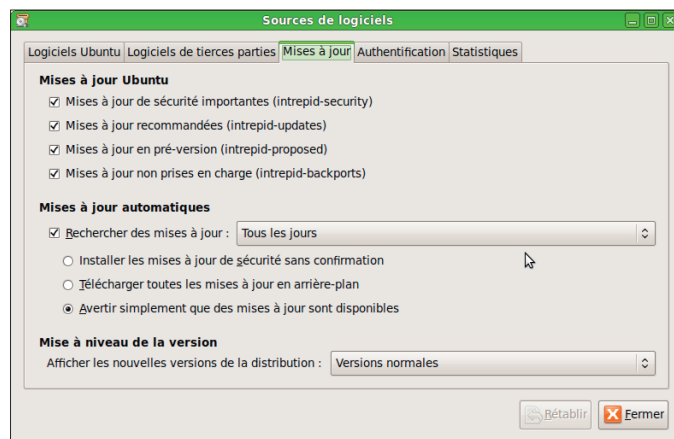 Sources de logiciels
Logiciels Ubuntu Logiciels de tierces parties Mises à jour Authentification Statistiques
Mises à jour Ubuntu
Mises à jour de sécurité importantes (intrepid-security)
Mises à jour recommandées (intrepid-updates)
Mises à jour en pré-version (intrepid-proposed)
Mises à jour non prises en charge (intrepid-backports)
Mises à jour automatiques
Rechercher des mises à jour : Tous les jours
Installer les mises à jour de sécurité sans confirmation
Télécharger toutes les mises à jour en arrière-plan
Avertir simplement que des mises à jour sont disponibles
Mise à niveau de la version
Afficher les nouvelles versions de la distribution : Versions normales
Rétablir Fermer